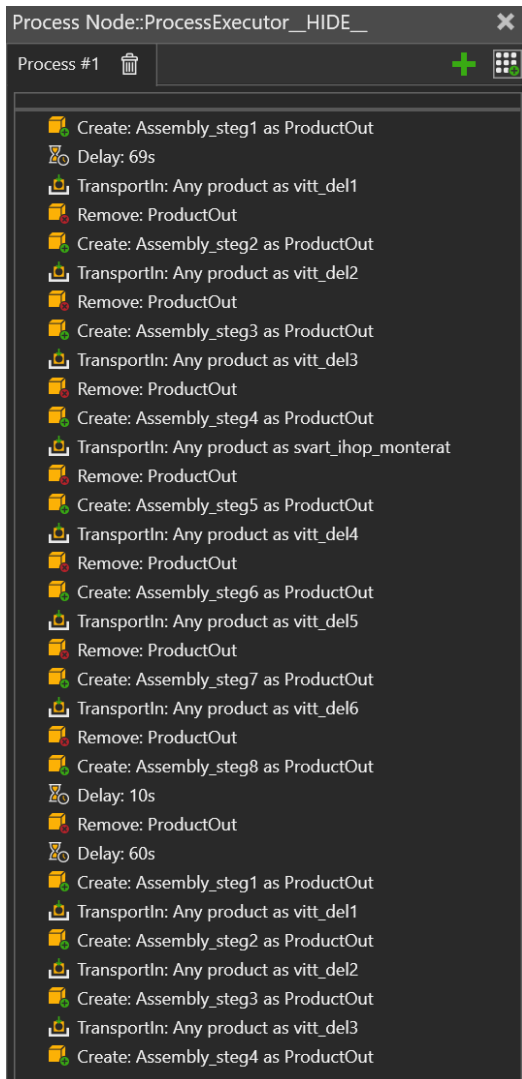 Process Node::ProcessExecutor__HIDE__
Process #1
Create: Assembly_steg1 as ProductOut
Delay: 69s
TransportIn: Any product as vitt_del1
Remove: ProductOut
Create: Assembly_steg2 as ProductOut
TransportIn: Any product as vitt_del2
Remove: ProductOut
Create: Assembly_steg3 as ProductOut
TransportIn: Any product as vitt_del3
Remove: ProductOut
Create: Assembly_steg4 as ProductOut
TransportIn: Any product as svart_ihop_monterat
Remove: ProductOut
Create: Assembly_steg5 as ProductOut
TransportIn: Any product as vitt_del4
Remove: ProductOut
Create: Assembly_steg6 as ProductOut
TransportIn: Any product as vitt_del5
Remove: ProductOut
Create: Assembly_steg7 as ProductOut
TransportIn: Any product as vitt_del6
Remove: ProductOut
Create: Assembly_steg8 as ProductOut
Delay: 10s
Remove: ProductOut
Delay: 60s
Create: Assembly_steg1 as ProductOut
TransportIn: Any product as vitt_del1
Create: Assembly_steg2 as ProductOut
TransportIn: Any product as vitt_del2
Create: Assembly_steg3 as ProductOut
TransportIn: Any product as vitt_del3
Create: Assembly_steg4 as ProductOut